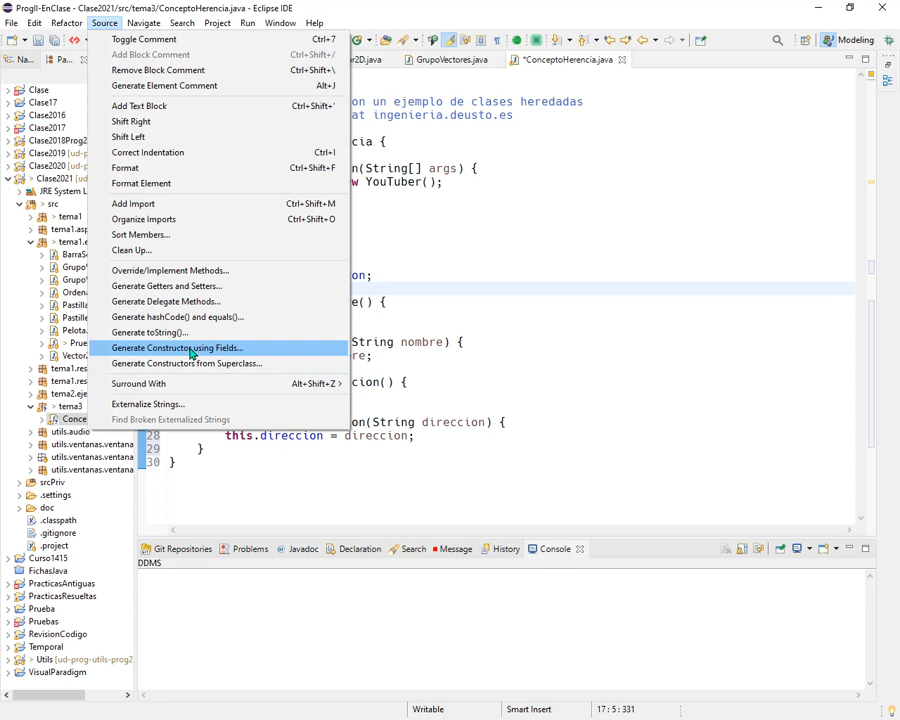 ProgII-EnClase - Clase2021/src/tema3/ConceptoHerencia.java - Eclipse IDE
File Edit Source Refactor Navigate Search Project Run Window Help
Modeling
Na... Pa...
r2D.java GrupoVectores.java *ConceptoHerencia.java
Toggle Comment Ctrl+7
Add Block Comment Ctrl+Shift+/
Remove Block Comment Ctrl+Shift+\
Generate Element Comment Alt+J
Add Text Block Ctrl+Shift+'
Shift Right
Shift Left
Correct Indentation Ctrl+I
Format Ctrl+Shift+F
Format Element
Add Import Ctrl+Shift+M
Organize Imports Ctrl+Shift+O
Sort Members...
Clean Up...
Override/Implement Methods...
Generate Getters and Setters...
Generate Delegate Methods...
Generate hashCode() and equals()...
Generate toString()...
Generate Constructor using Fields...
Generate Constructors from Superclass...
Surround With Alt+Shift+Z
Externalize Strings...
Find Broken Externalized Strings
Clase
Clase17
Clase2016
Clase2017
Clase2018Prog2
Clase2019 [ud-p
Clase2020 [ud-p
> Clase2021 [ud
JRE System L
> src
> tema1
tema1.asp
> tema1.e
BarraS
Grupo
Grupo
Ordena
Pastilla
Pastille
Pelota.
> Prue
Vector.
tema1.res
tema1.res
tema2.eje
> tema3
Conce
utils.audio
utils.ventanas.ventana
utils.ventanas.ventana
utils.ventanas.ventana
srcPriv
.settings
doc
.classpath
.gitignore
.project
Curso1415
FichasJava
PracticasAntiguas
PracticasResueltas
Prueba
Pruebas
RevisionCodigo
Temporal
> Utils [ud-prog-utils-prog2
VisualParadigm
on un ejemplo de clases heredadas
at ingenieria.deusto.es
cia {
n(String[] args) {
w YouTuber();
on;
e() {
String nombre) {
re;
cion() {
on(String direccion) {
28 this.direccion = direccion;
29 }
30 }
Git Repositories Problems Javadoc Declaration Search Message History Console
DDMS
Writable Smart Insert 17 : 5 : 331